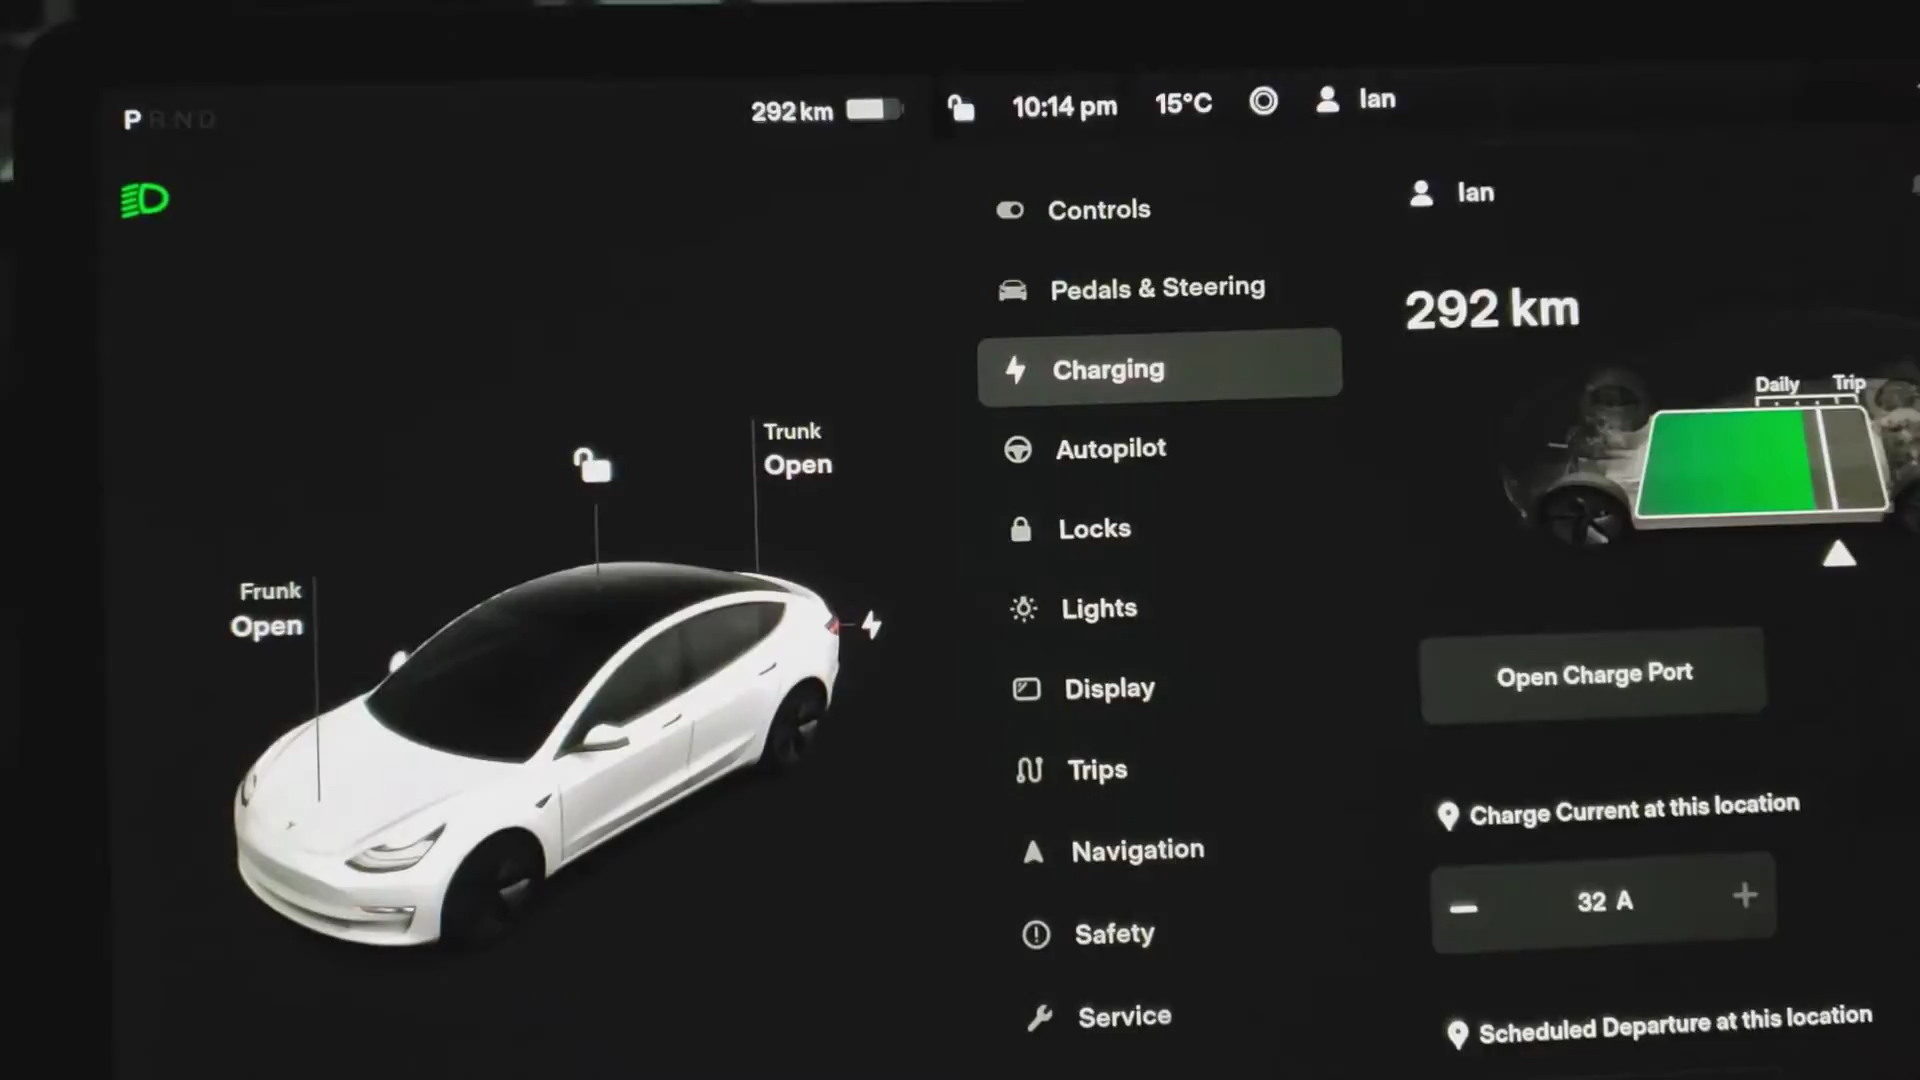 P R N D
292 km
10:14 pm
15°C
Ian
Controls
Pedals & Steering
Charging
Autopilot
Locks
Lights
Display
Trips
Navigation
Safety
Service
Trunk
Open
Frunk
Open
Ian
292 km
Daily
Trip
Open Charge Port
Charge Current at this location
32 A
Scheduled Departure at this location